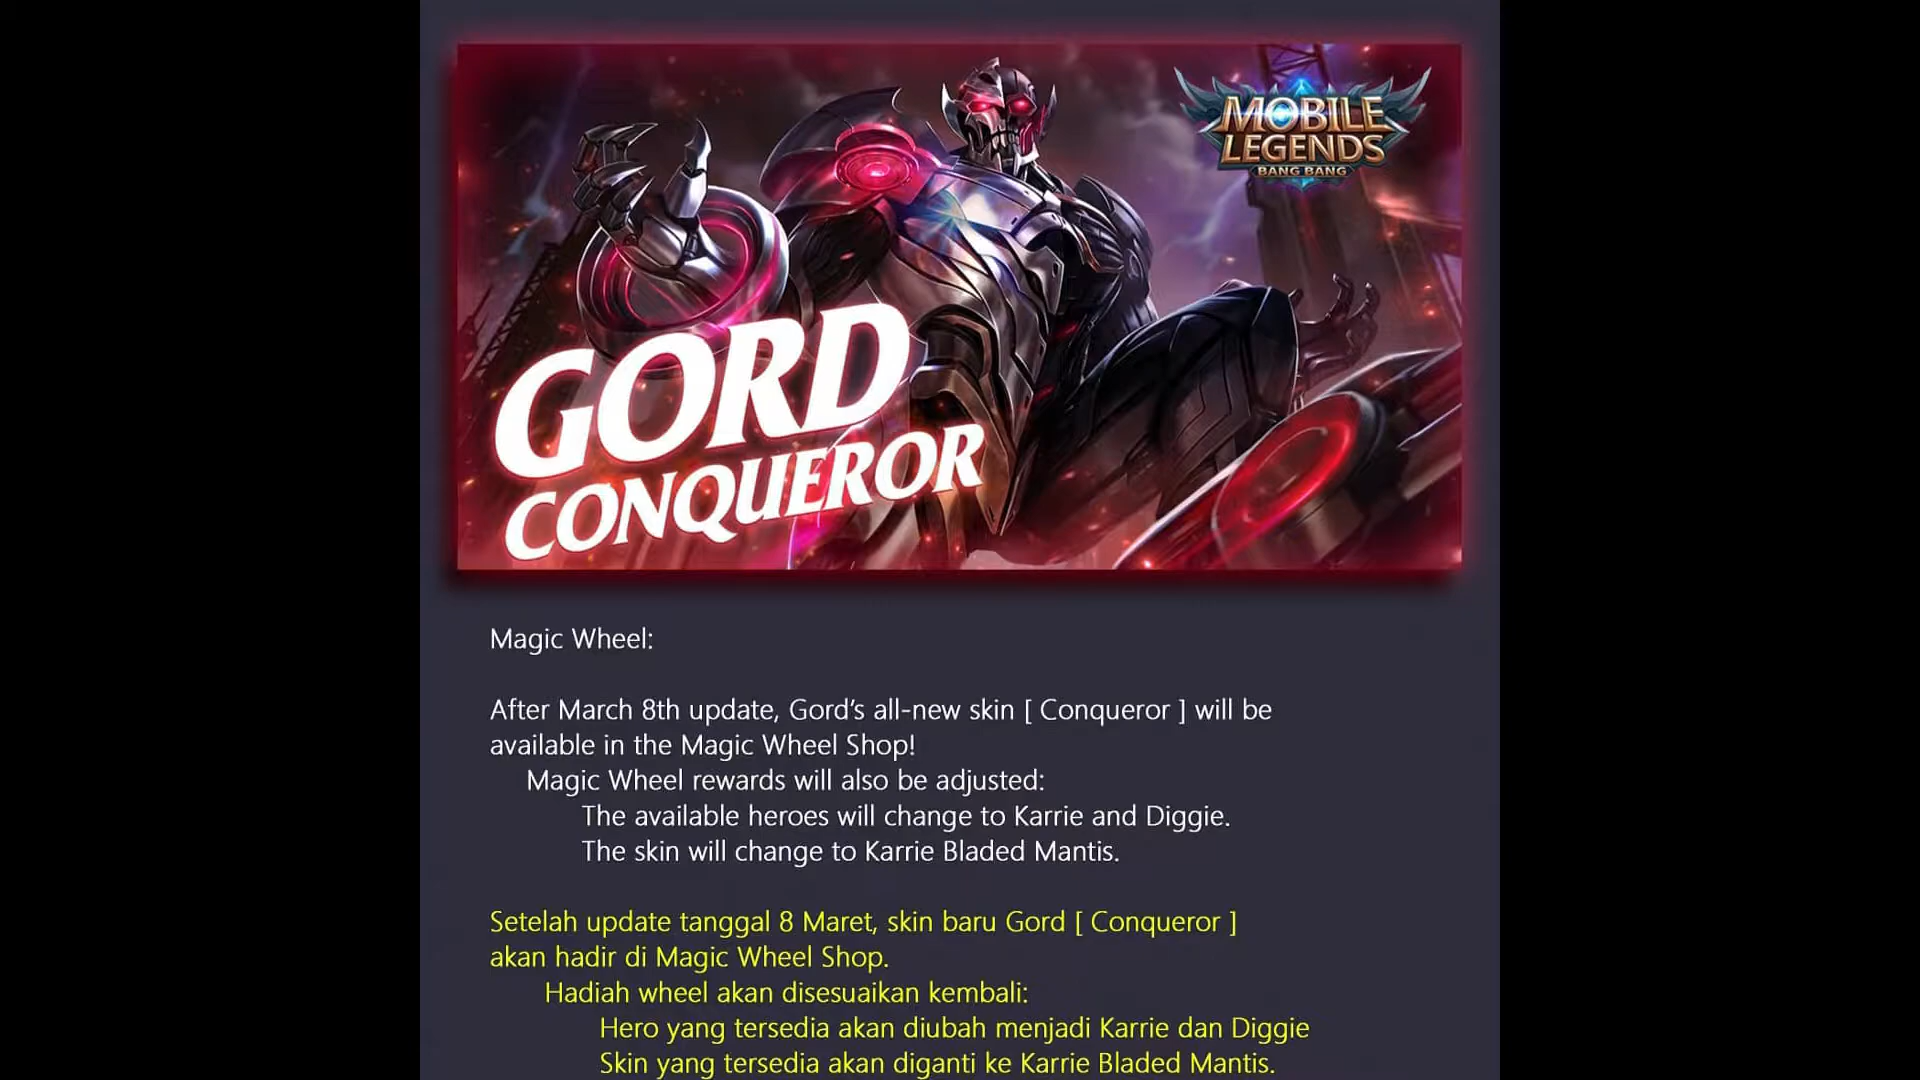 MOBILE
LEGENDS
BANG BANG
GORD
CONQUEROR
Magic Wheel:
After March 8th update, Gord's all-new skin [ Conqueror ] will be
available in the Magic Wheel Shop!
Magic Wheel rewards will also be adjusted:
The available heroes will change to Karrie and Diggie.
The skin will change to Karrie Bladed Mantis.
Setelah update tanggal 8 Maret, skin baru Gord [ Conqueror ]
akan hadir di Magic Wheel Shop.
Hadiah wheel akan disesuaikan kembali:
Hero yang tersedia akan diubah menjadi Karrie dan Diggie
Skin yang tersedia akan diganti ke Karrie Bladed Mantis.